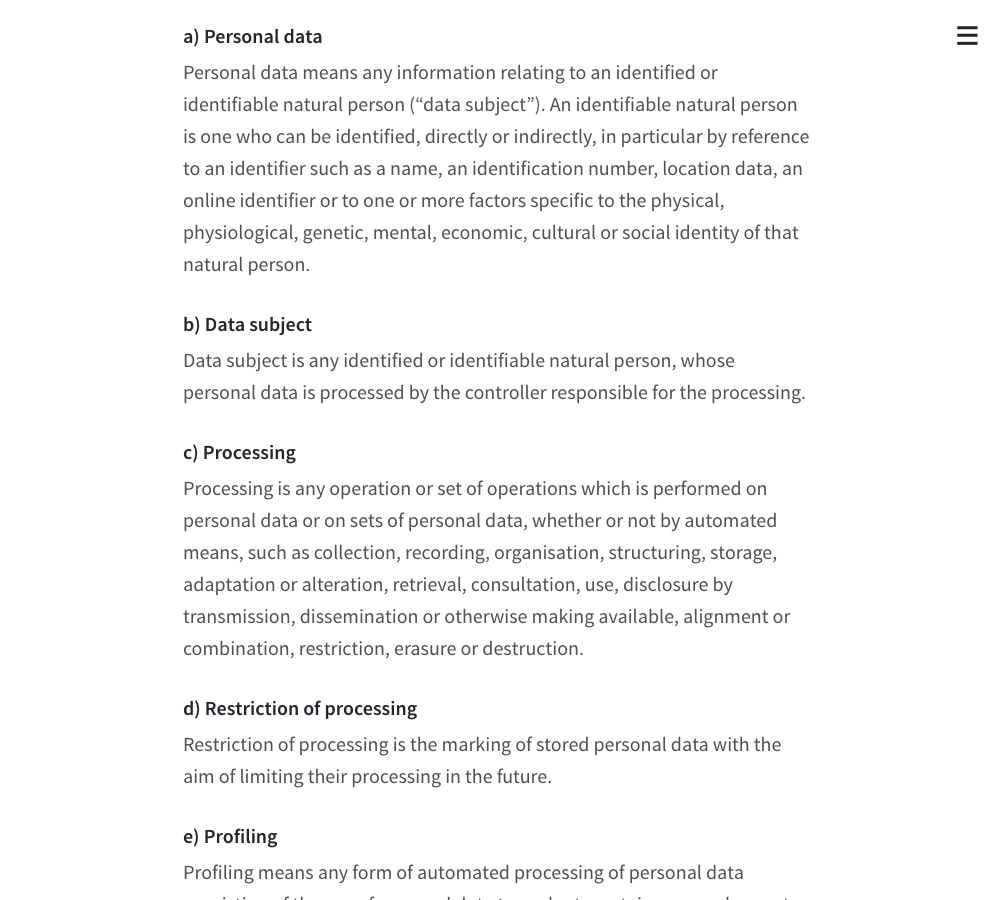 a) Personal data
Personal data means any information relating to an identified or
identifiable natural person (“data subject”). An identifiable natural person
is one who can be identified, directly or indirectly, in particular by reference
to an identifier such as a name, an identification number, location data, an
online identifier or to one or more factors specific to the physical,
physiological, genetic, mental, economic, cultural or social identity of that
natural person.
b) Data subject
Data subject is any identified or identifiable natural person, whose
personal data is processed by the controller responsible for the processing.
c) Processing
Processing is any operation or set of operations which is performed on
personal data or on sets of personal data, whether or not by automated
means, such as collection, recording, organisation, structuring, storage,
adaptation or alteration, retrieval, consultation, use, disclosure by
transmission, dissemination or otherwise making available, alignment or
combination, restriction, erasure or destruction.
d) Restriction of processing
Restriction of processing is the marking of stored personal data with the
aim of limiting their processing in the future.
e) Profiling
Profiling means any form of automated processing of personal data